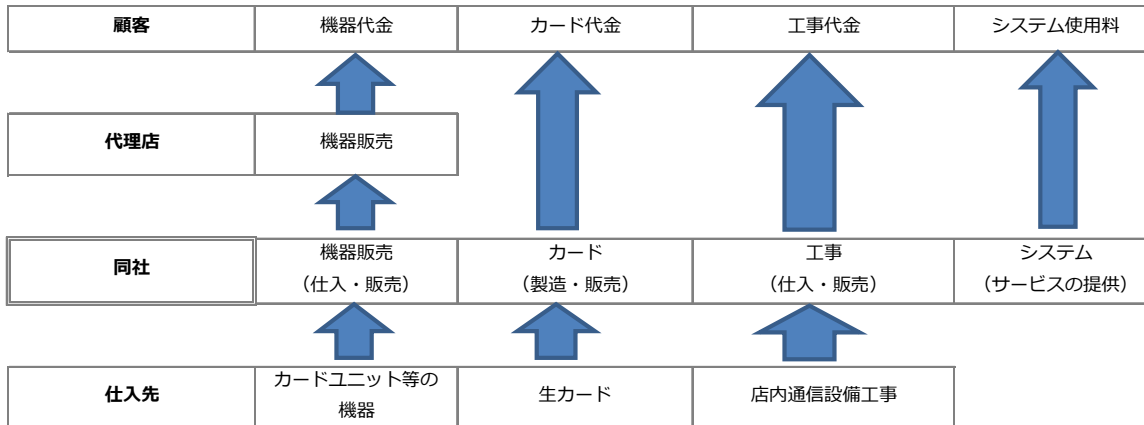 顧客 機器代金 カード代金 工事代金 システム使用料
代理店 機器販売
同社 機器販売 カード 工事 システム
（仕入・販売） （製造・販売） （仕入・販売） （サービスの提供）
仕入先 カードユニット等の 生カード 店内通信設備工事
機器